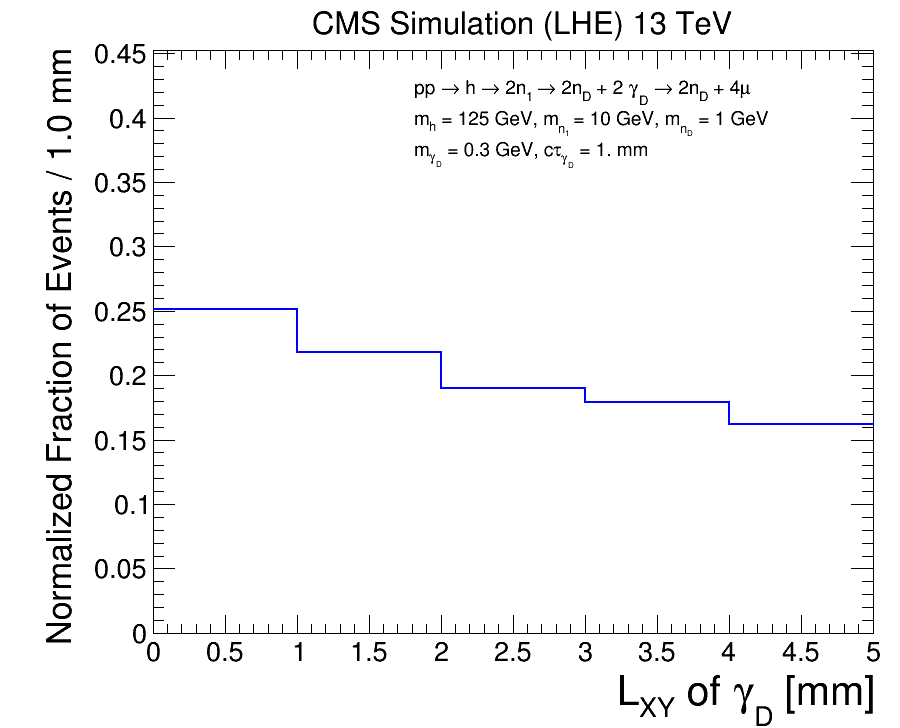 CMS Simulation (LHE) 13 TeV
Normalized Fraction of Events / 1.0 mm
0.45
0.4
0.35
0.3
0.25
0.2
0.15
0.1
0.05
0
pp → h → 2n₁ → 2n_D + 2 γ_D → 2n_D + 4μ
m_h = 125 GeV, m_n₁ = 10 GeV, m_n_D = 1 GeV
m_γ_D = 0.3 GeV, cτ_γ_D = 1. mm
0 0.5 1 1.5 2 2.5 3 3.5 4 4.5 5
L_XY of γ_D [mm]